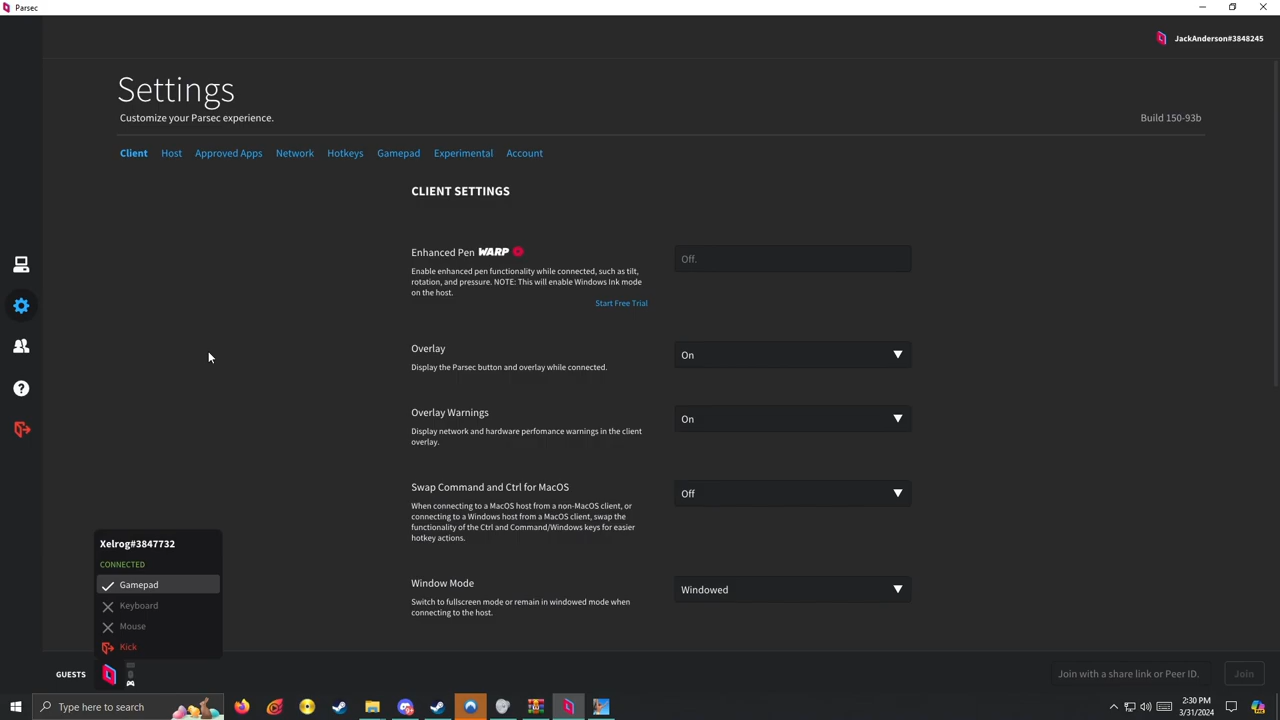 Parsec
JackAnderson#3848245
Settings
Customize your Parsec experience.
Build 150-93b
Client Host Approved Apps Network Hotkeys Gamepad Experimental Account
CLIENT SETTINGS
Enhanced Pen WARP
Off.
Enable enhanced pen functionality while connected, such as tilt,
rotation, and pressure. NOTE: This will enable Windows Ink mode
on the host.
Start Free Trial
Overlay
On
Display the Parsec button and overlay while connected.
Overlay Warnings
On
Display network and hardware perfomance warnings in the client
overlay.
Swap Command and Ctrl for MacOS
Off
When connecting to a MacOS host from a non-MacOS client, or
connecting to a Windows host from a MacOS client, swap the
functionality of the Ctrl and Command/Windows keys for easier
hotkey actions.
Window Mode
Windowed
Switch to fullscreen mode or remain in windowed mode when
connecting to the host.
Xelrog#3847732
CONNECTED
Gamepad
Keyboard
Mouse
Kick
GUESTS
Join with a share link or Peer ID.
Join
Type here to search
2:30 PM
3/31/2024